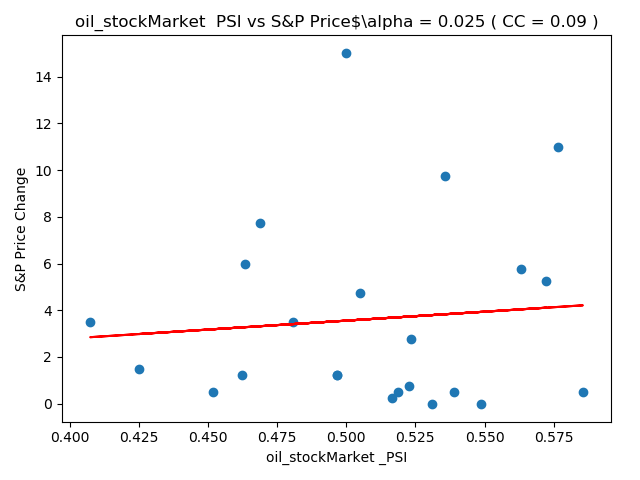 oil_stockMarket  PSI vs S&P Price$\alpha = 0.025 ( CC = 0.09 )
14
12
10
8
6
4
2
0
S&P Price Change
0.400 0.425 0.450 0.475 0.500 0.525 0.550 0.575
oil_stockMarket _PSI